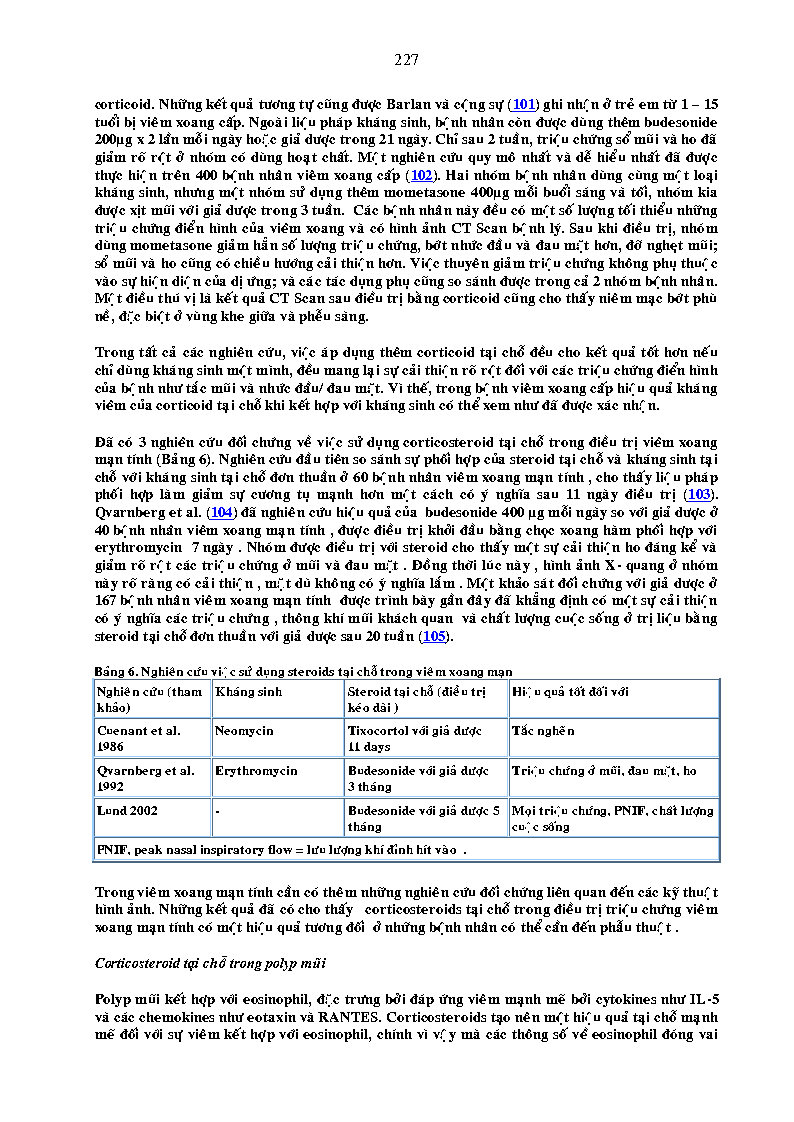 227
corticoid. Những kết quả tương tự cũng được Barlan và cộng sự (101) ghi nhận ở trẻ em từ 1 – 15
tuổi bị viêm xoang cấp. Ngoài liệu pháp kháng sinh, bệnh nhân còn được dùng thêm budesonide
200µg x 2 lần mỗi ngày hoặc giả dược trong 21 ngày. Chỉ sau 2 tuần, triệu chứng sổ mũi và ho đã
giảm rõ rệt ở nhóm có dùng hoạt chất. Một nghiên cứu quy mô nhất và dễ hiểu nhất đã được
thực hiện trên 400 bệnh nhân viêm xoang cấp (102). Hai nhóm bệnh nhân dùng cùng một loại
kháng sinh, nhưng một nhóm sử dụng thêm mometasone 400µg mỗi buổi sáng và tối, nhóm kia
được xịt mũi với giả dược trong 3 tuần. Các bệnh nhân này đều có một số lượng tối thiểu những
triệu chứng điển hình của viêm xoang và có hình ảnh CT Scan bệnh lý. Sau khi điều trị, nhóm
dùng mometasone giảm hẳn số lượng triệu chứng, bớt nhức đầu và đau mặt hơn, đỡ nghẹt mũi;
sổ mũi và ho cũng có chiều hướng cải thiện hơn. Việc thuyên giảm triệu chứng không phụ thuộc
vào sự hiện diện của dị ứng; và các tác dụng phụ cũng so sánh được trong cả 2 nhóm bệnh nhân.
Một điều thú vị là kết quả CT Scan sau điều trị bằng corticoid cũng cho thấy niêm mạc bớt phù
nề, đặc biệt ở vùng khe giữa và phễu sàng.
Trong tất cả các nghiên cứu, việc áp dụng thêm corticoid tại chỗ đều cho kết quả tốt hơn nếu
chỉ dùng kháng sinh một mình, đều mang lại sự cải thiện rõ rệt đối với các triệu chứng điển hình
của bệnh như tắc mũi và nhức đầu/ đau mặt. Vì thế, trong bệnh viêm xoang cấp hiệu quả kháng
viêm của corticoid tại chỗ khi kết hợp với kháng sinh có thể xem như đã được xác nhận.
Đã có 3 nghiên cứu đối chứng về việc sử dụng corticosteroid tại chỗ trong điều trị viêm xoang
mạn tính (Bảng 6). Nghiên cứu đầu tiên so sánh sự phối hợp của steroid tại chỗ và kháng sinh tại
chỗ với kháng sinh tại chỗ đơn thuần ở 60 bệnh nhân viêm xoang mạn tính , cho thấy liệu pháp
phối hợp làm giảm sự cương tụ mạnh hơn một cách có ý nghĩa sau 11 ngày điều trị (103).
Qvarnberg et al. (104) đã nghiên cứu hiệu quả của budesonide 400 µg mỗi ngày so với giả dược ở
40 bệnh nhân viêm xoang mạn tính , được điều trị khởi đầu bằng chọc xoang hàm phối hợp với
erythromycin 7 ngày . Nhóm được điều trị với steroid cho thấy một sự cải thiện ho đáng kể và
giảm rõ rệt các triệu chứng ở mũi và đau mặt . Đồng thời lúc này , hình ảnh X- quang ở nhóm
này rõ ràng có cải thiện , mặt dù không có ý nghĩa lắm . Một khảo sát đối chứng với giả dược ở
167 bệnh nhân viêm xoang mạn tính được trình bày gần đây đã khẳng định có một sự cải thiện
có ý nghĩa các triệu chứng , thông khí mũi khách quan và chất lượng cuộc sống ở trị liệu bằng
steroid tại chỗ đơn thuần với giả dược sau 20 tuần (105).
Bảng 6. Nghiên cứu việc sử dụng steroids tại chỗ trong viêm xoang mạn
Nghiên cứu (tham khảo) Kháng sinh Steroid tại chỗ (điều trị kéo dài ) Hiệu quả tốt đối với
Cuenant et al. 1986 Neomycin Tixocortol với giả dược 11 days Tắc nghẽn
Qvarnberg et al. 1992 Erythromycin Budesonide với giả dược 3 tháng Triệu chứng ở mũi, đau mặt, ho
Lund 2002 - Budesonide với giả dược 5 tháng Mọi triệu chứng, PNIF, chất lượng cuộc sống
PNIF, peak nasal inspiratory flow = lưu lượng khí đỉnh hít vào .
Trong viêm xoang mạn tính cần có thêm những nghiên cứu đối chứng liên quan đến các kỹ thuật
hình ảnh. Những kết quả đã có cho thấy corticosteroids tại chỗ trong điều trị triệu chứng viêm
xoang mạn tính có một hiệu quả tương đối ở những bệnh nhân có thể cần đến phẫu thuật .
Corticosteroid tại chỗ trong polyp mũi
Polyp mũi kết hợp với eosinophil, đặc trưng bởi đáp ứng viêm mạnh mẽ bởi cytokines như IL-5
và các chemokines như eotaxin và RANTES. Corticosteroids tạo nên một hiệu quả tại chỗ mạnh
mẽ đối với sự viêm kết hợp với eosinophil, chính vì vậy mà các thông số về eosinophil đóng vai